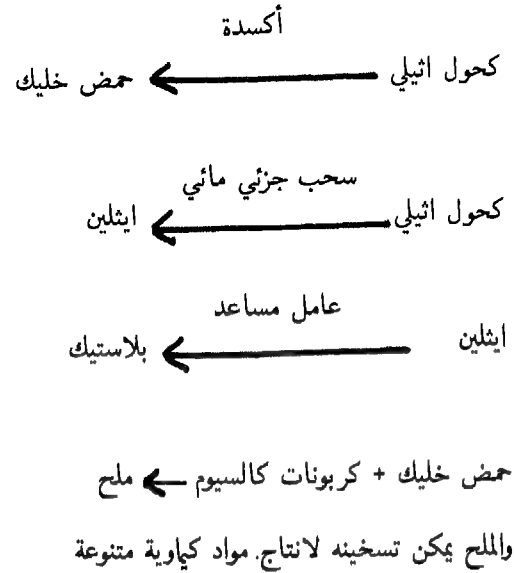 أكسدة
كحول اثيلي ← حمض خليك
سحب جزئي مائي
كحول اثيلي ← ايثلين
عامل مساعد
ايثلين ← بلاستيك
حمض خليك + كربونات كالسيوم ← ملح
والملح يمكن تسخينه لانتاج. مواد كياوية متنوعة